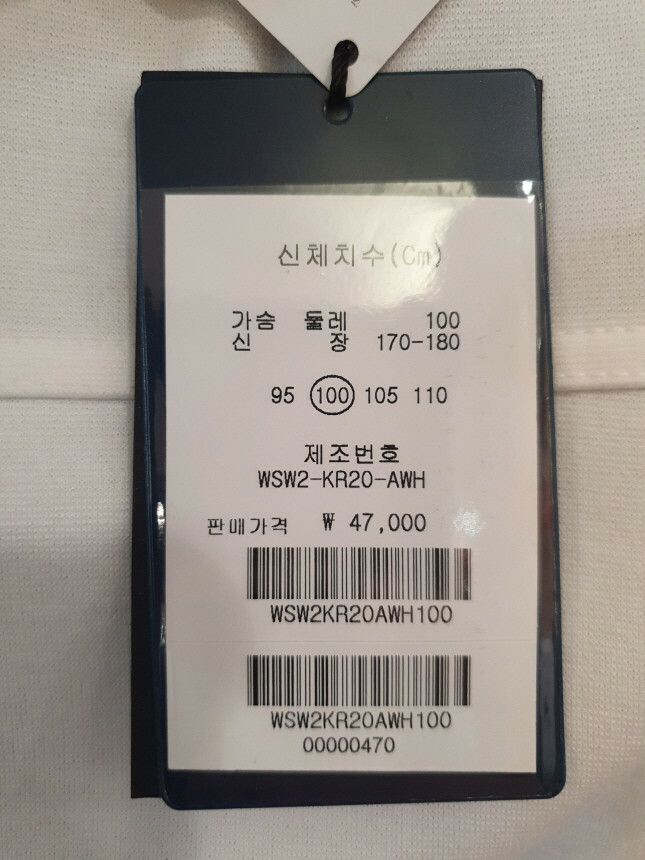 신체치수(Cm)
가슴 둘레 100
신 장 170-180
95 100 105 110
제조번호
WSW2-KR20-AWH
판매가격 ₩ 47,000
WSW2KR20AWH100
WSW2KR20AWH100
00000470